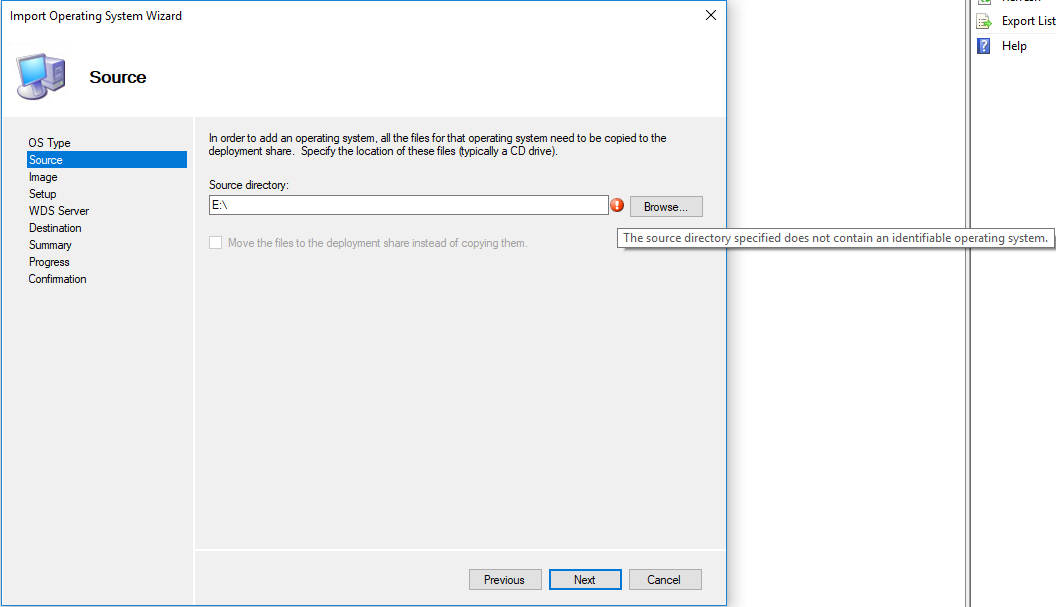 Import Operating System Wizard
Export List
Help
Source
OS Type
Source
Image
Setup
WDS Server
Destination
Summary
Progress
Confirmation
In order to add an operating system, all the files for that operating system need to be copied to the
deployment share.  Specify the location of these files (typically a CD drive).
Source directory:
E:\
Browse...
The source directory specified does not contain an identifiable operating system.
Move the files to the deployment share instead of copying them.
Previous
Next
Cancel